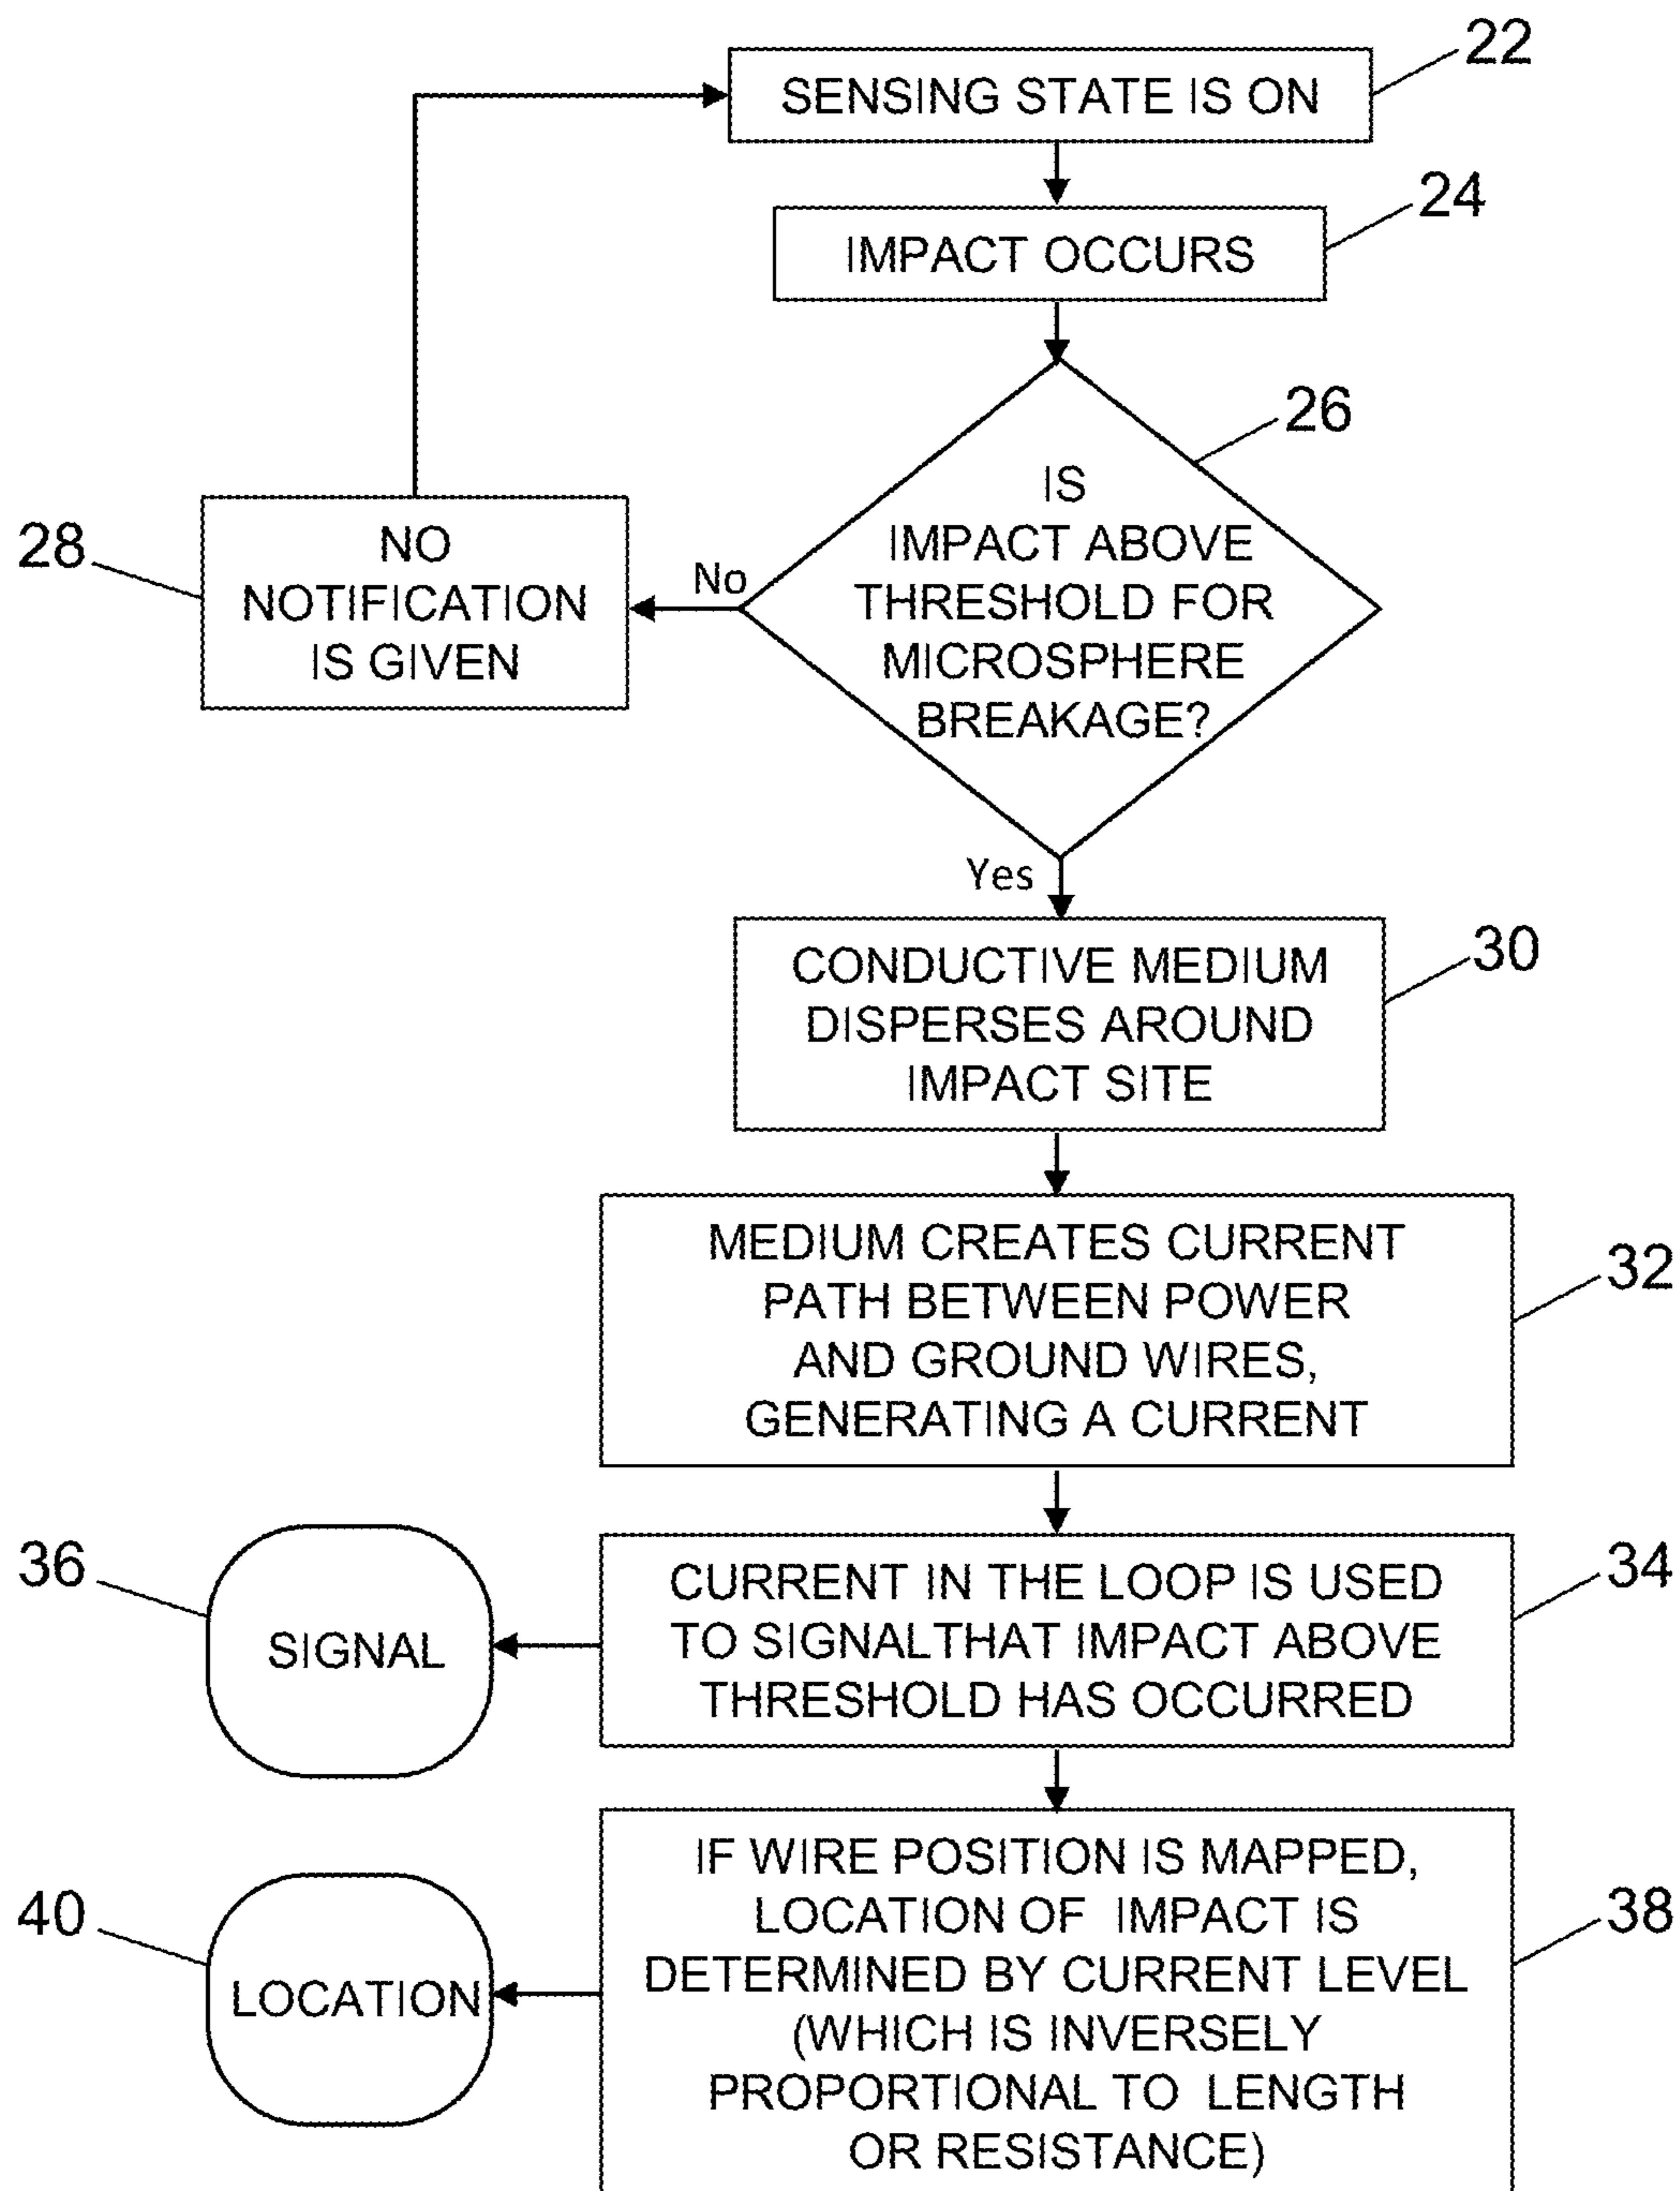 22
SENSING STATE IS ON
24
IMPACT OCCURS
26
IS
IMPACT ABOVE
THRESHOLD FOR
MICROSPHERE
BREAKAGE?
No
28
NO
NOTIFICATION
IS GIVEN
Yes
30
CONDUCTIVE MEDIUM
DISPERSES AROUND
IMPACT SITE
32
MEDIUM CREATES CURRENT
PATH BETWEEN POWER
AND GROUND WIRES,
GENERATING A CURRENT
34
CURRENT IN THE LOOP IS USED
TO SIGNALTHAT IMPACT ABOVE
THRESHOLD HAS OCCURRED
36
SIGNAL
38
IF WIRE POSITION IS MAPPED,
LOCATION OF IMPACT IS
DETERMINED BY CURRENT LEVEL
(WHICH IS INVERSELY
PROPORTIONAL TO LENGTH
OR RESISTANCE)
40
LOCATION